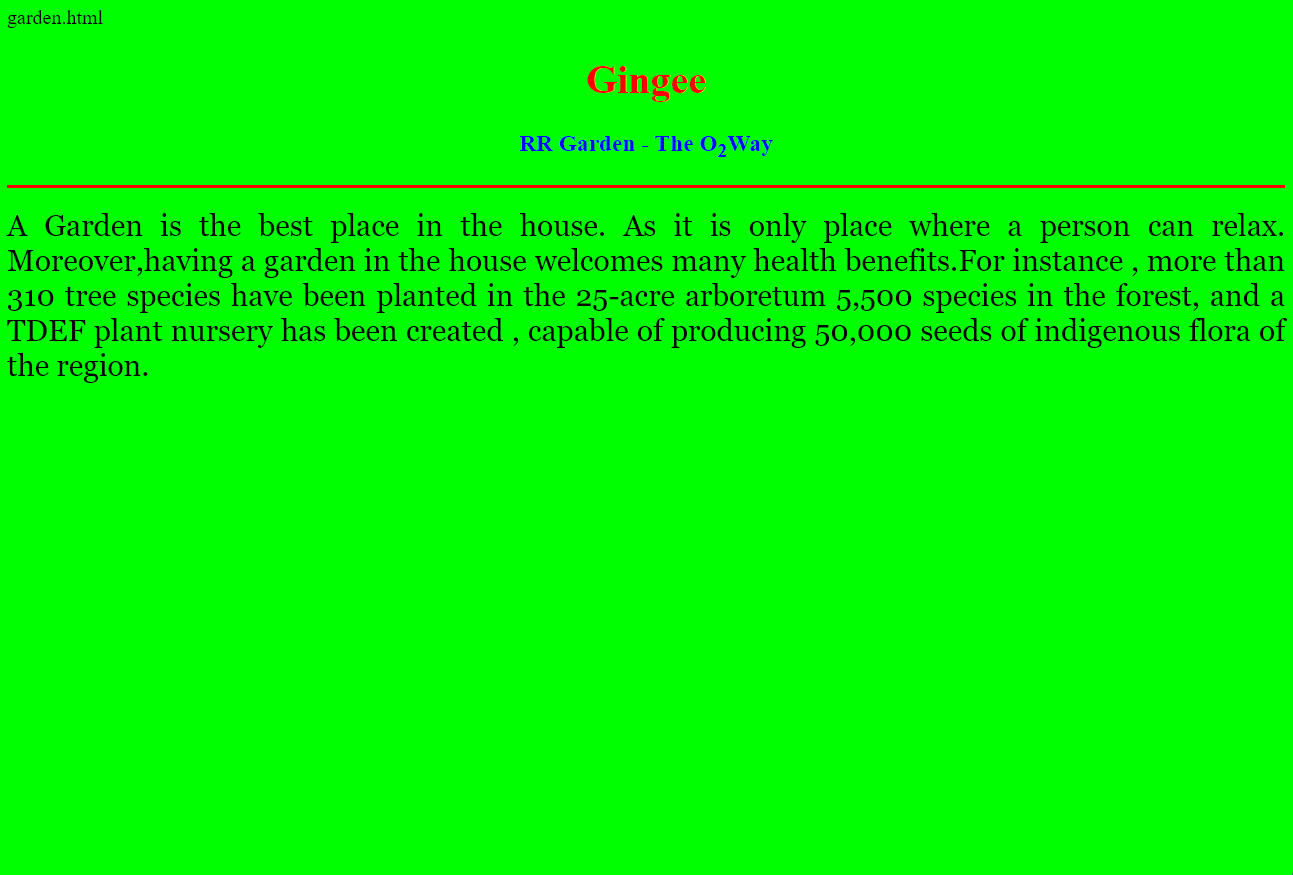 garden.html
Gingee
RR Garden - The O2Way
A Garden is the best place in the house. As it is only place where a person can relax.
Moreover,having a garden in the house welcomes many health benefits.For instance , more than
310 tree species have been planted in the 25-acre arboretum 5,500 species in the forest, and a
TDEF plant nursery has been created , capable of producing 50,000 seeds of indigenous flora of
the region.